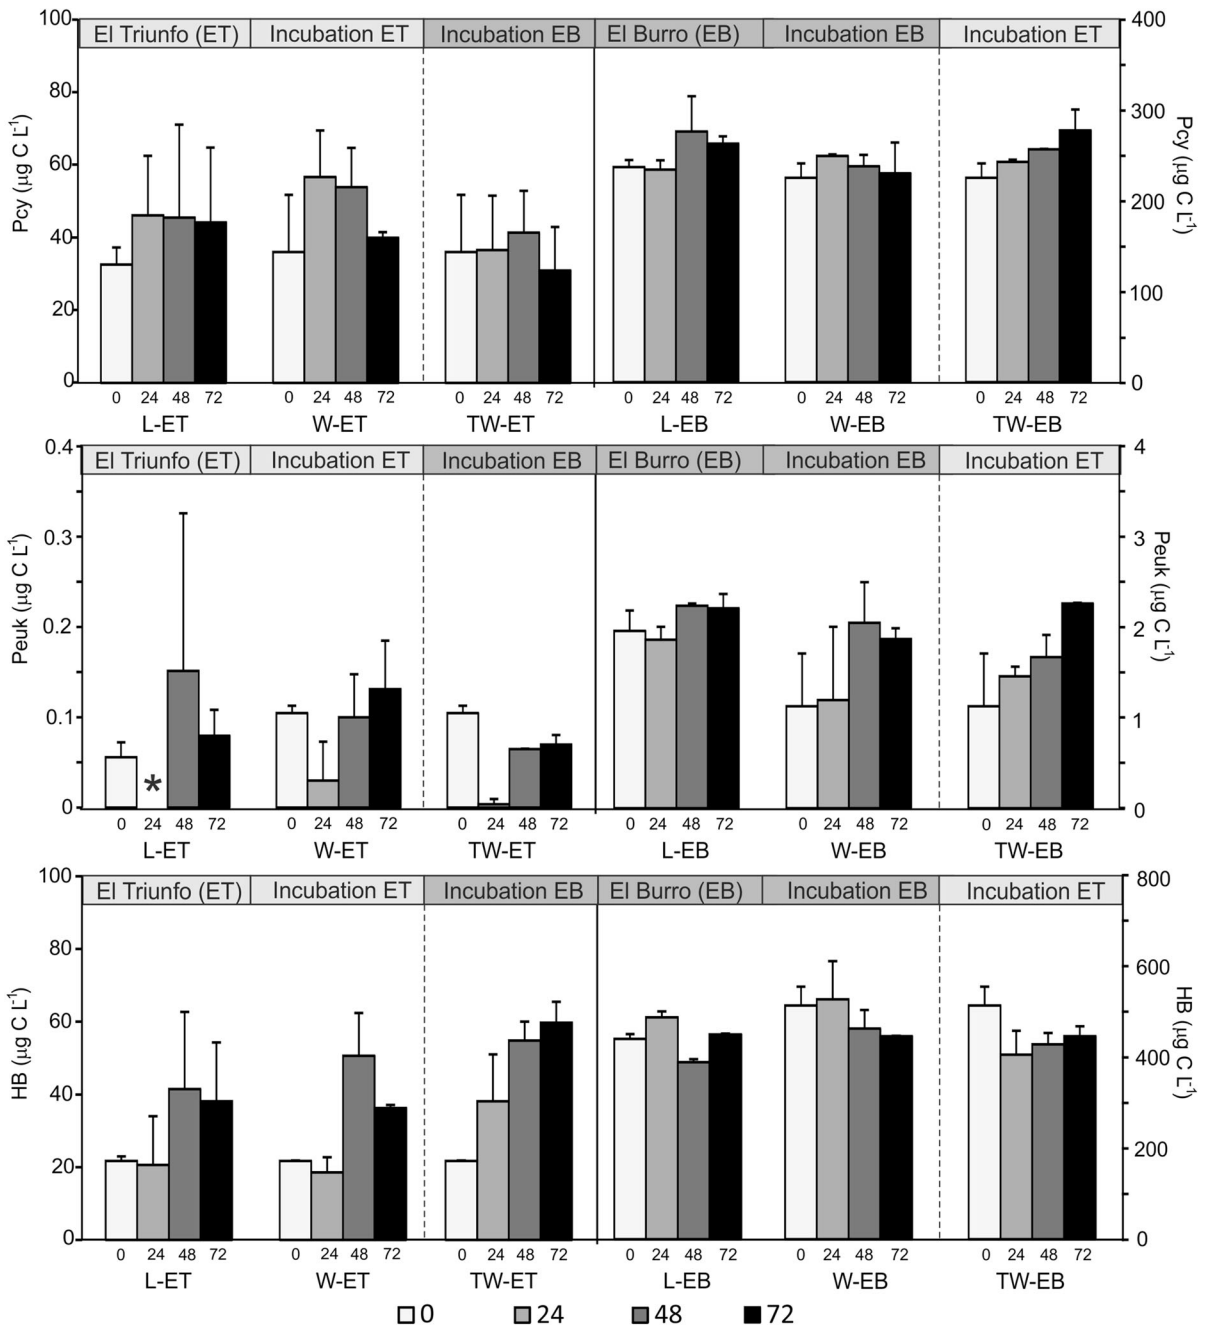 100
El Triunfo (ET) Incubation ET Incubation EB El Burro (EB) Incubation EB Incubation ET
400
80
300
60
200
40
100
20
0
0
Pcy (µg C L⁻¹)
Pcy (µg C L⁻¹)
0 24 48 72 0 24 48 72 0 24 48 72 0 24 48 72 0 24 48 72 0 24 48 72
L-ET W-ET TW-ET L-EB W-EB TW-EB
0.4
El Triunfo (ET) Incubation ET Incubation EB El Burro (EB) Incubation EB Incubation ET
4
0.3
3
0.2
2
0.1
1
0
0
Peuk (µg C L⁻¹)
Peuk (µg C L⁻¹)
*
0 24 48 72 0 24 48 72 0 24 48 72 0 24 48 72 0 24 48 72 0 24 48 72
L-ET W-ET TW-ET L-EB W-EB TW-EB
100
El Triunfo (ET) Incubation ET Incubation EB El Burro (EB) Incubation EB Incubation ET
800
80
600
60
400
40
200
20
0
0
HB (µg C L⁻¹)
HB (µg C L⁻¹)
0 24 48 72 0 24 48 72 0 24 48 72 0 24 48 72 0 24 48 72 0 24 48 72
L-ET W-ET TW-ET L-EB W-EB TW-EB
0 24 48 72